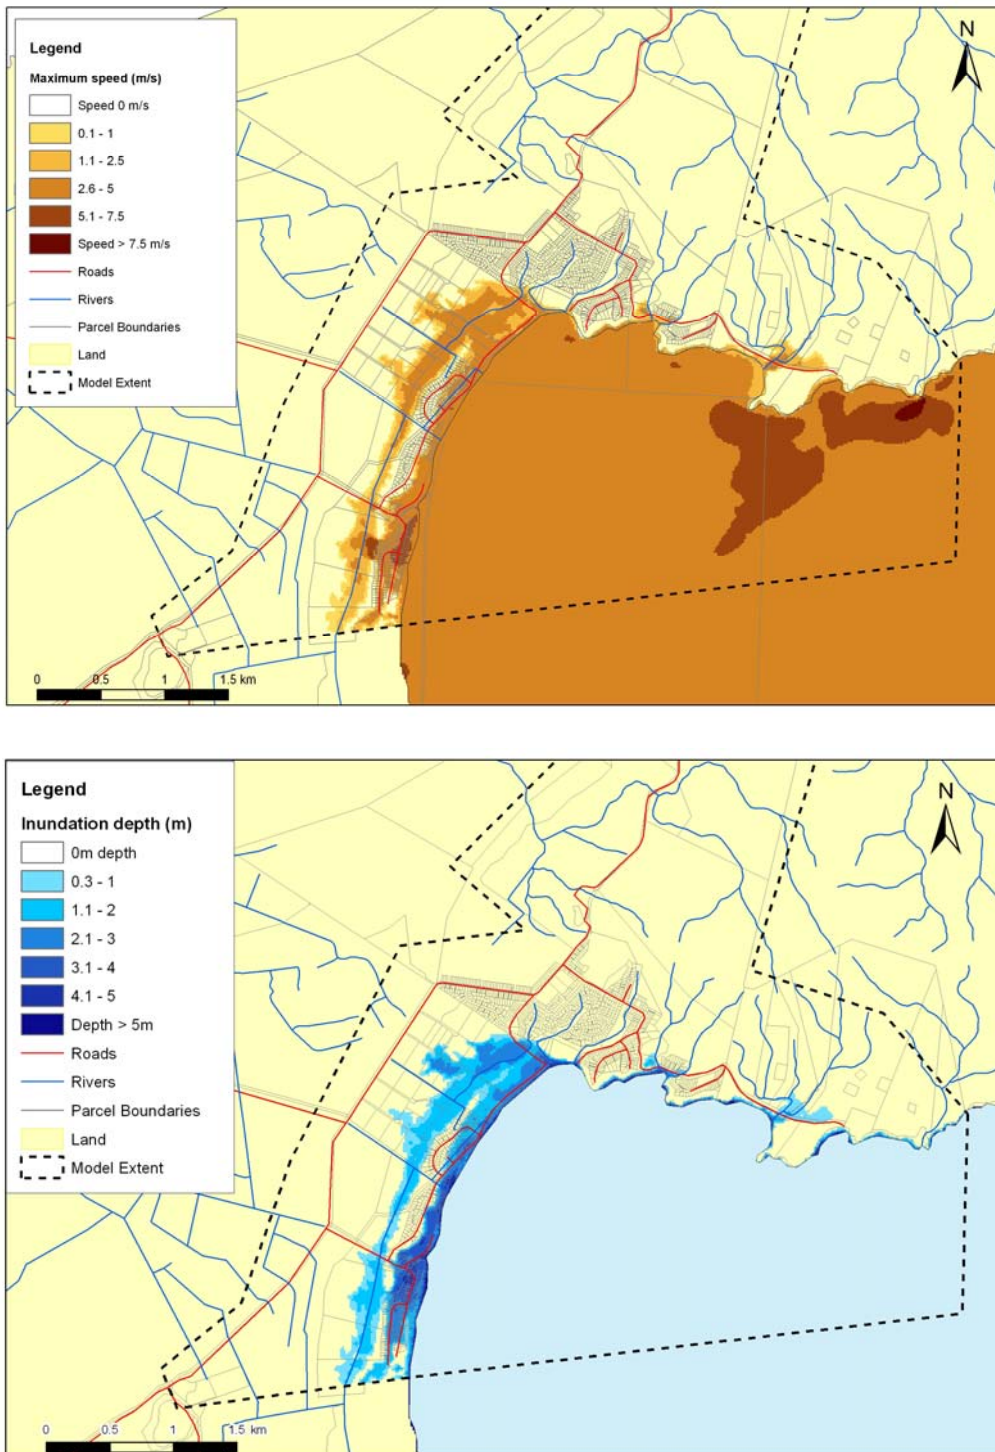 Legend
N
Maximum speed (m/s)
Speed 0 m/s
0.1 - 1
1.1 - 2.5
2.6 - 5
5.1 - 7.5
Speed > 7.5 m/s
Roads
Rivers
Parcel Boundaries
Land
Model Extent
0 0.5 1 1.5 km
Legend
N
Inundation depth (m)
0m depth
0.3 - 1
1.1 - 2
2.1 - 3
3.1 - 4
4.1 - 5
Depth > 5m
Roads
Rivers
Parcel Boundaries
Land
Model Extent
0 0.5 1 1.5 km